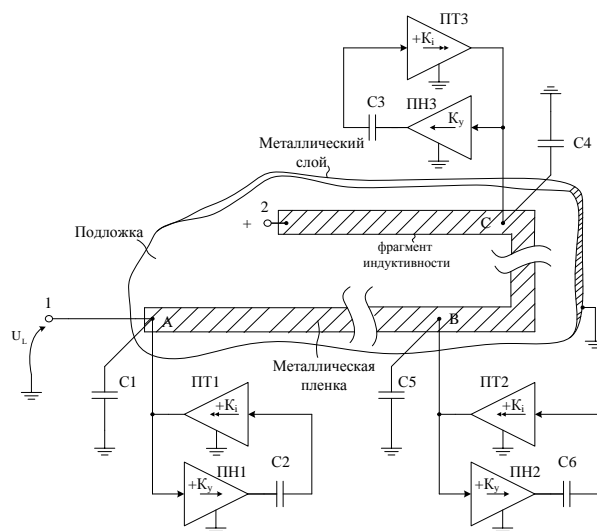 ПТ3
+Ki
C3
ПН3
Ky
C4
Металлический
слой
Подложка
+
2
C
фрагмент
индуктивности
1
A
B
UL
C1
ПТ1
+Ki
Металлическая
пленка
C5
ПТ2
+Ki
ПН1
C2
+Ky
ПН2
C6
+Ky